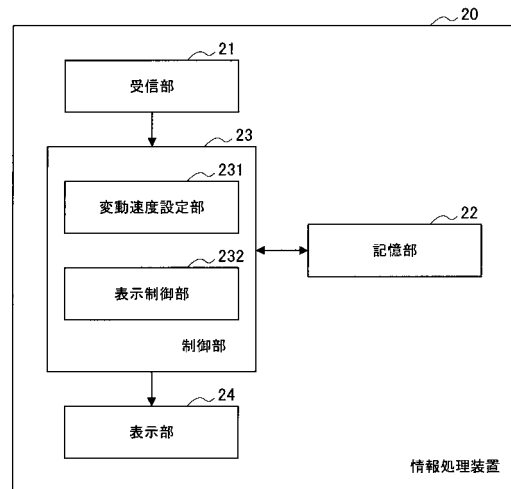 20
21
受信部
23
231
変動速度設定部
22
記憶部
232
表示制御部
制御部
24
表示部
情報処理装置